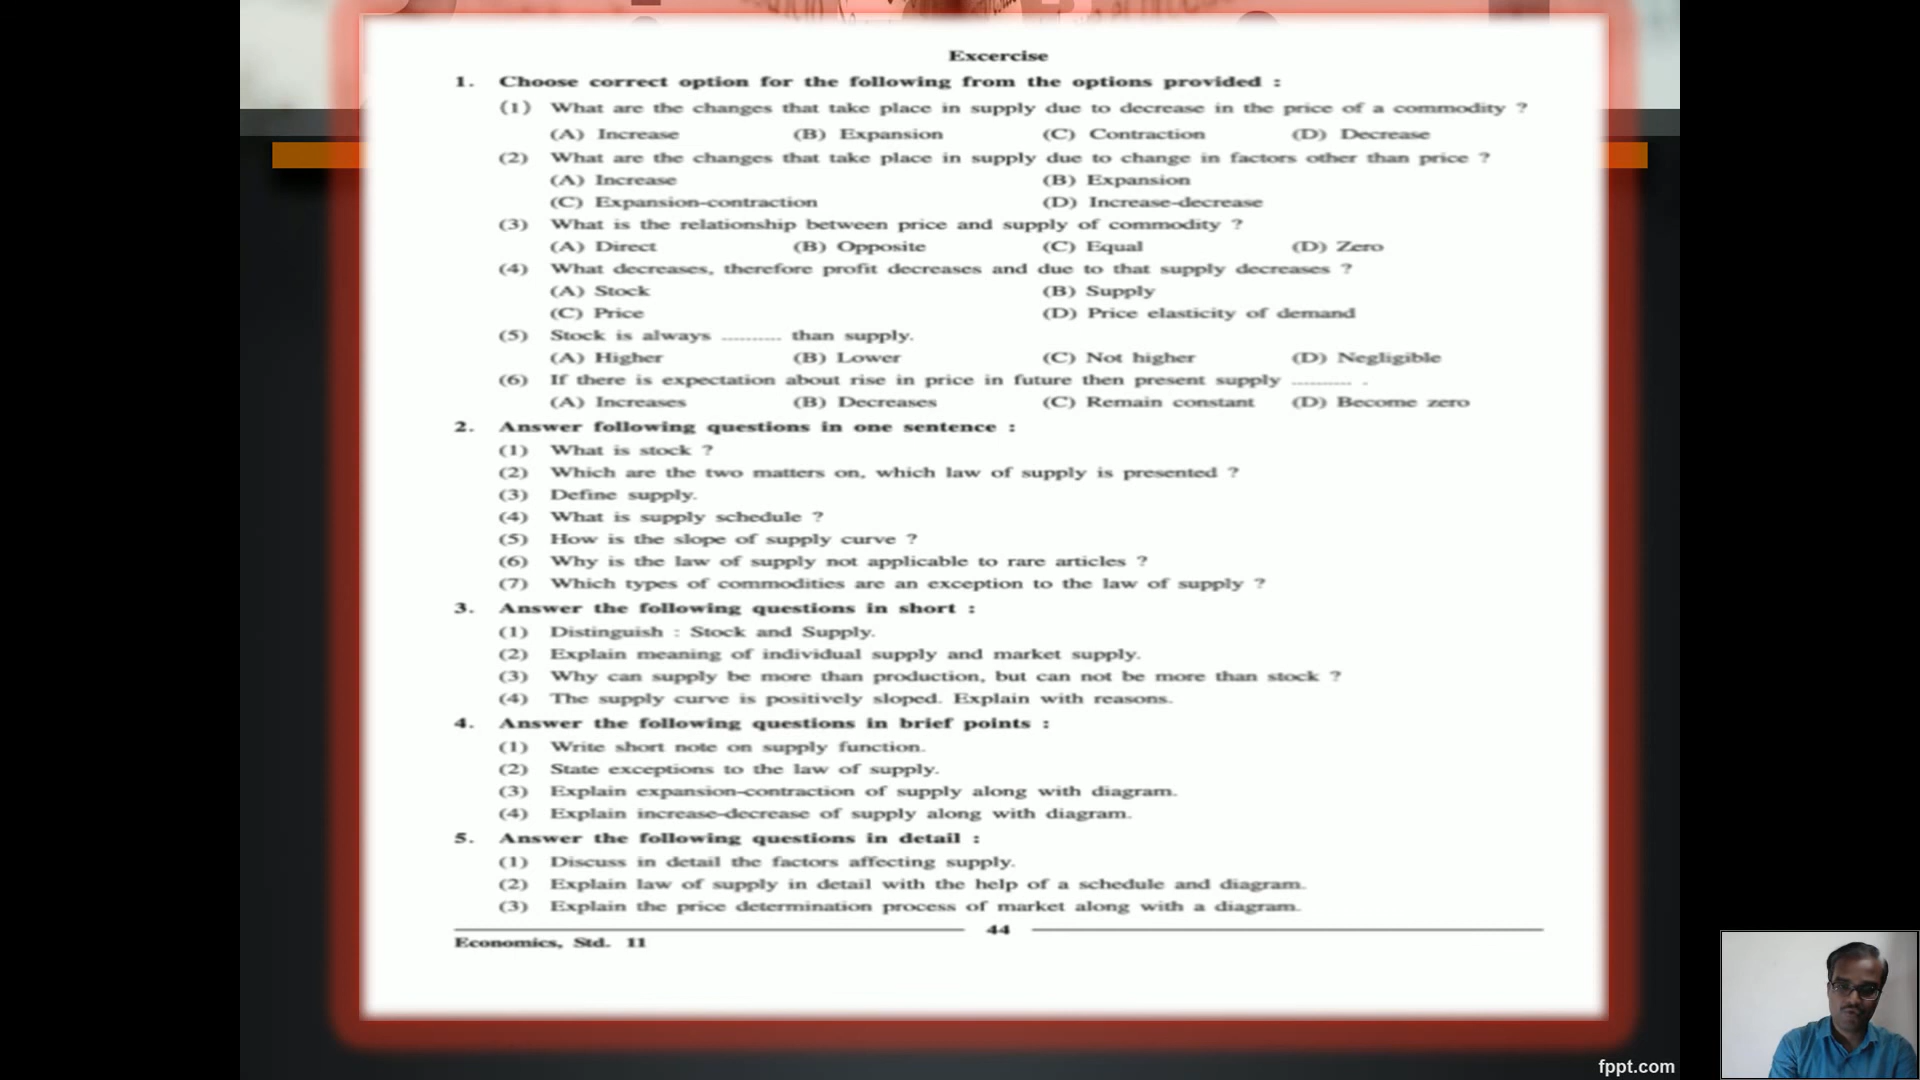 Excercise
1. Choose correct option for the following from the options provided :
(1) What are the changes that take place in supply due to decrease in the price of a commodity ?
(A) Increase (B) Expansion (C) Contraction (D) Decrease
(2) What are the changes that take place in supply due to change in factors other than price ?
(A) Increase (B) Expansion
(C) Expansion-contraction (D) Increase-decrease
(3) What is the relationship between price and supply of commodity ?
(A) Direct (B) Opposite (C) Equal (D) Zero
(4) What decreases, therefore profit decreases and due to that supply decreases ?
(A) Stock (B) Supply
(C) Price (D) Price elasticity of demand
(5) Stock is always .......... than supply.
(A) Higher (B) Lower (C) Not higher (D) Negligible
(6) If there is expectation about rise in price in future then present supply .......... .
(A) Increases (B) Decreases (C) Remain constant (D) Become zero
2. Answer following questions in one sentence :
(1) What is stock ?
(2) Which are the two matters on, which law of supply is presented ?
(3) Define supply.
(4) What is supply schedule ?
(5) How is the slope of supply curve ?
(6) Why is the law of supply not applicable to rare articles ?
(7) Which types of commodities are an exception to the law of supply ?
3. Answer the following questions in short :
(1) Distinguish : Stock and Supply.
(2) Explain meaning of individual supply and market supply.
(3) Why can supply be more than production, but can not be more than stock ?
(4) The supply curve is positively sloped. Explain with reasons.
4. Answer the following questions in brief points :
(1) Write short note on supply function.
(2) State exceptions to the law of supply.
(3) Explain expansion-contraction of supply along with diagram.
(4) Explain increase-decrease of supply along with diagram.
5. Answer the following questions in detail :
(1) Discuss in detail the factors affecting supply.
(2) Explain law of supply in detail with the help of a schedule and diagram.
(3) Explain the price determination process of market along with a diagram.
44
Economics, Std. 11
fppt.com